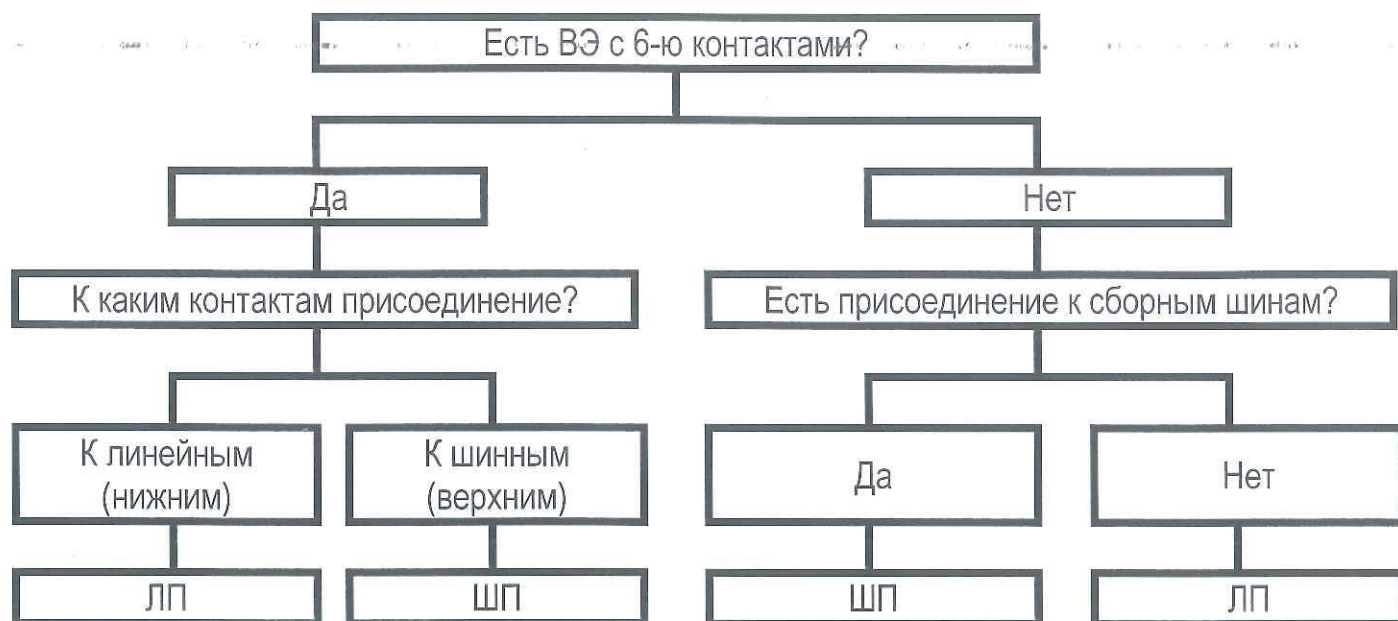 Есть ВЭ с 6-ю контактами?
Да
Нет
К каким контактам присоединение?
Есть присоединение к сборным шинам?
К линейным
(нижним)
К шинным
(верхним)
Да
Нет
ЛП
ШП
ШП
ЛП